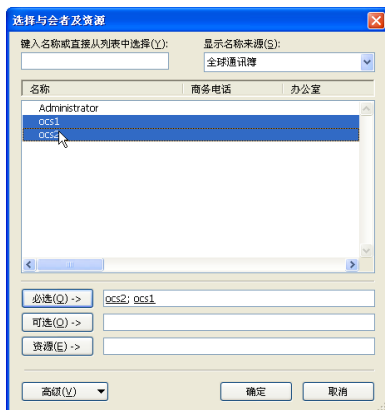 选择与会者及资源
键入名称或直接从列表中选择(Y): 显示名称来源(S):
全球通讯簿
名称 商务电话 办公室
Administrator
ocs1
ocs2
必选(Q) -> ocs2; ocs1
可选(O) ->
资源(E) ->
高级(V) 确定 取消